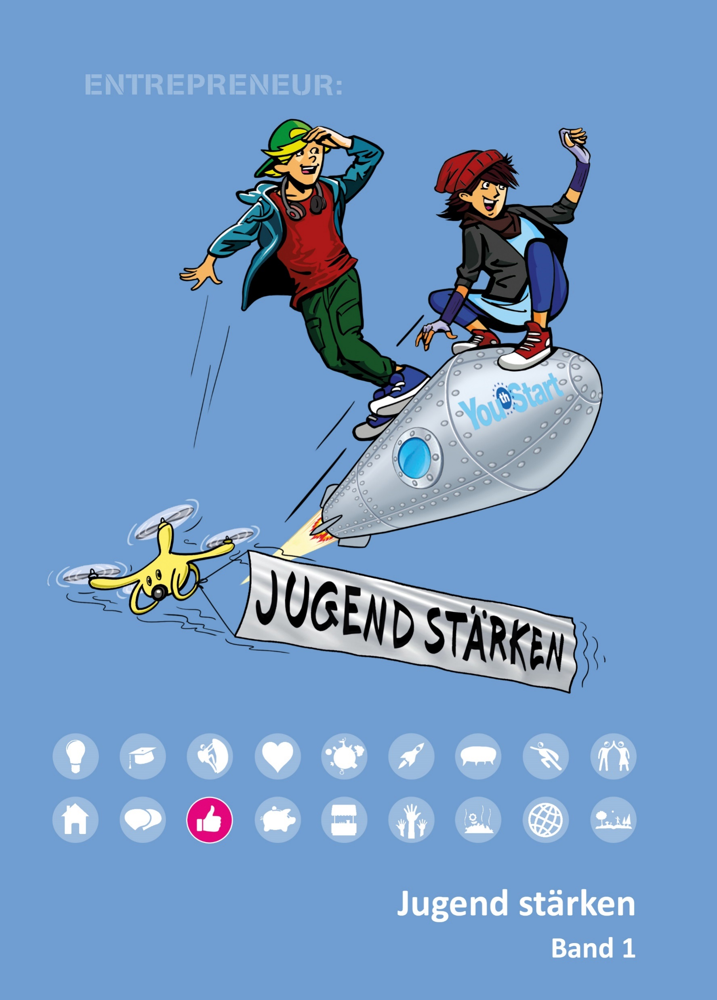 ENTREPRENEUR:
YouthStart
JUGEND STÄRKEN
Jugend stärken
Band 1